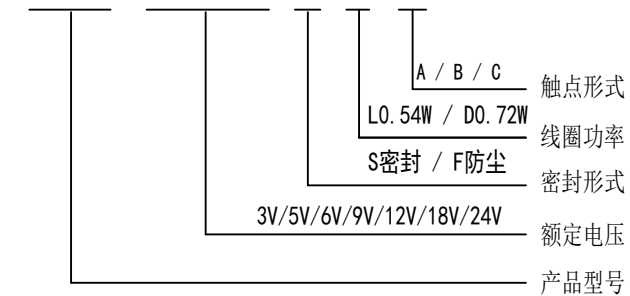 A / B / C 触点形式
L0.54W / D0.72W 线圈功率
S密封 / F防尘 密封形式
3V/5V/6V/9V/12V/18V/24V 额定电压
产品型号